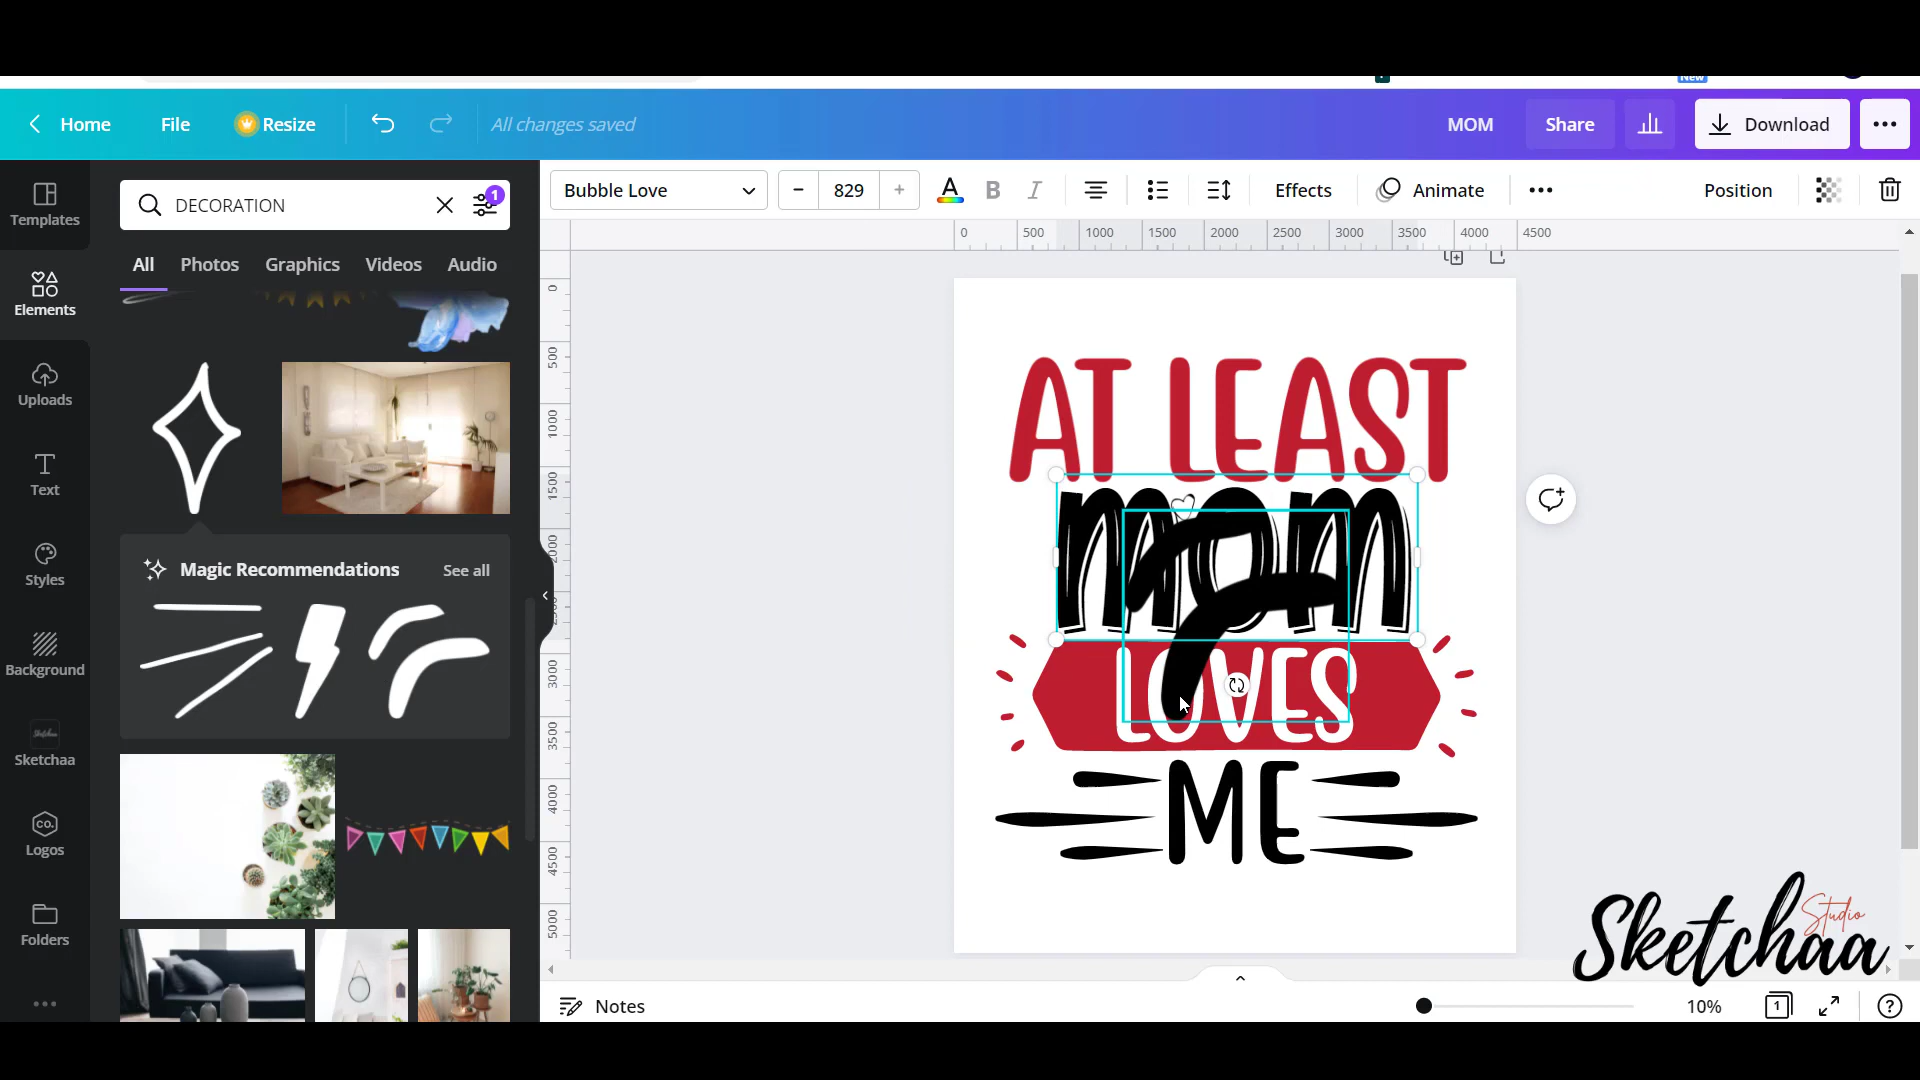 New
Home File Resize All changes saved MOM Share Download
Templates
Elements
Uploads
Text
Styles
Background
Sketchaa
CO.
Logos
Folders
DECORATION
1
All Photos Graphics Videos Audio
Magic Recommendations See all
Bubble Love – 829 + A B I Effects Animate Position
0 500 1000 1500 2000 2500 3000 3500 4000 4500
0
500
1000
1500
2000
3000
3500
4000
4500
5000
AT LEAST
mom
LOVES
ME
Sketchaa
Studio
Notes 10% 1 ?